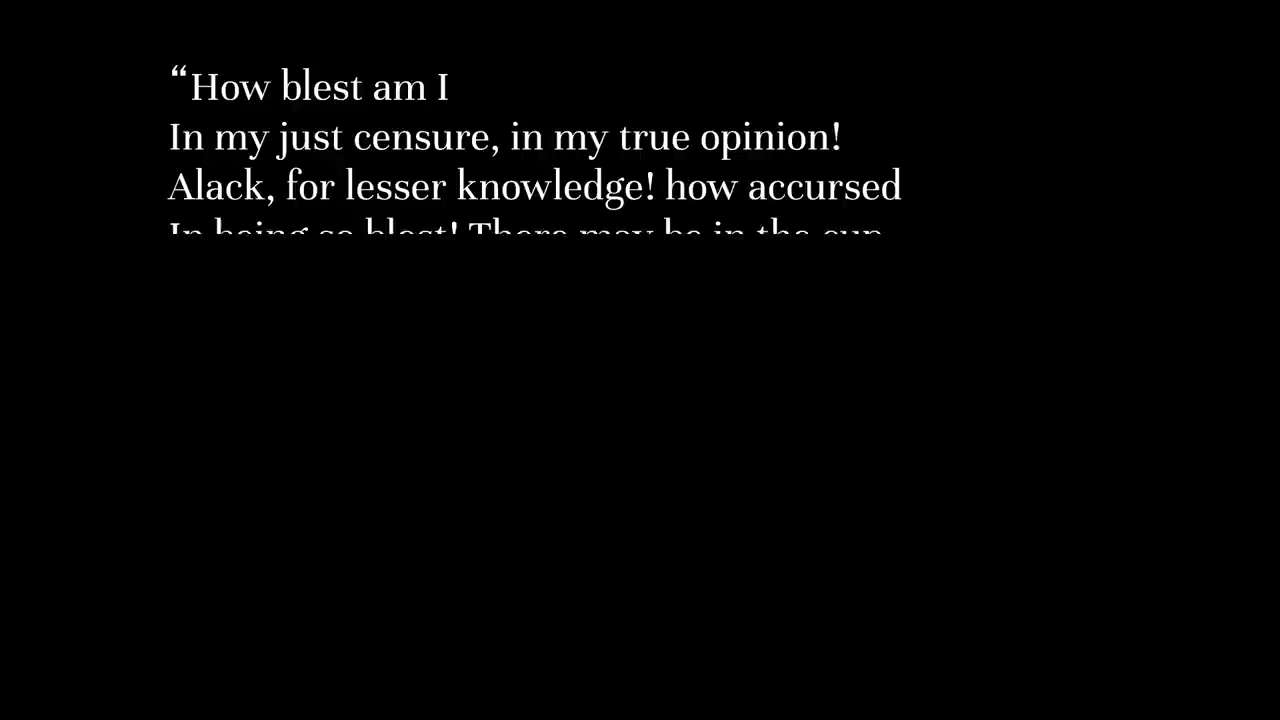 “How blest am I
In my just censure, in my true opinion!
Alack, for lesser knowledge! how accursed
In being so blest! There may be in the cup